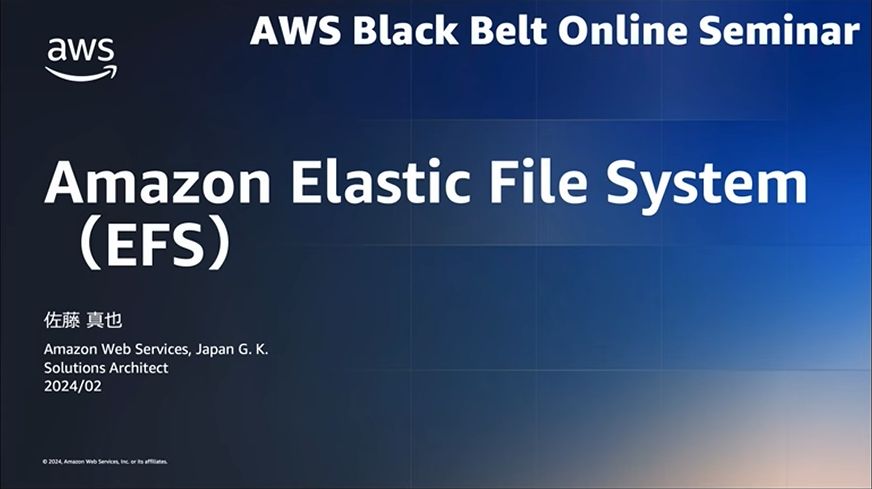 aws
AWS Black Belt Online Seminar
Amazon Elastic File System
（EFS）
佐藤 真也
Amazon Web Services, Japan G. K.
Solutions Architect
2024/02
© 2024, Amazon Web Services, Inc. or its affiliates.